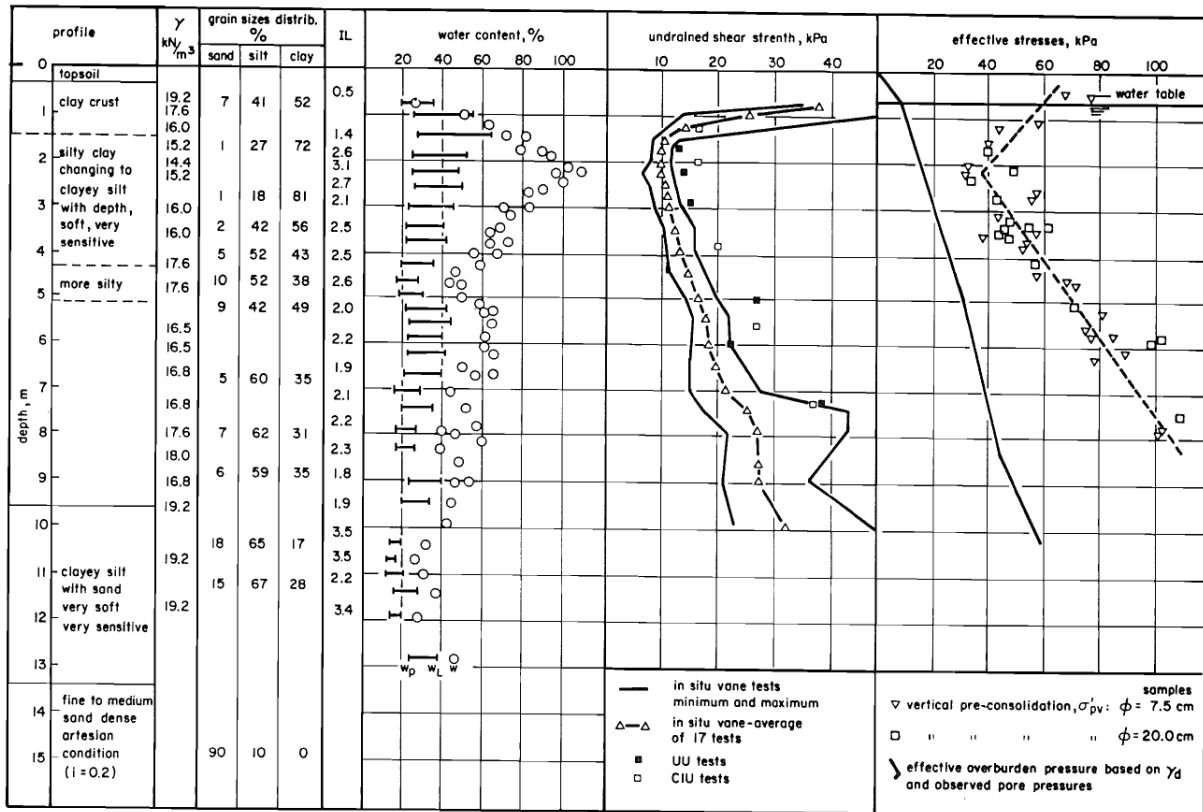 profile
γ
kN/m³
grain sizes distrib.
%
sand silt clay
IL
water content, %
20 40 60 80 100
undrained shear strenth, kPa
10 20 30 40
effective stresses, kPa
20 40 60 80 100
depth, m
0
1
2
3
4
5
6
7
8
9
10
11
12
13
14
15
topsoil
clay crust
silty clay
changing to
clayey silt
with depth,
soft, very
sensitive
more silty
clayey silt
with sand
very soft
very sensitive
fine to medium
sand dense
artesian
condition
(i = 0.2)
19.2
17.6
16.0
15.2
14.4
15.2
16.0
16.0
17.6
17.6
16.5
16.5
16.8
16.8
17.6
18.0
16.8
19.2
19.2
19.2
7 41 52
1 27 72
1 18 81
2 42 56
5 52 43
10 52 38
9 42 49
5 60 35
7 62 31
6 59 35
18 65 17
15 67 28
90 10 0
0.5
1.4
2.6
3.1
2.7
2.1
2.5
2.5
2.6
2.0
2.2
1.9
2.1
2.2
2.3
1.8
1.9
3.5
3.5
2.2
3.4
wp wL w
water table
in situ vane tests
minimum and maximum
in situ vane-average
of 17 tests
UU tests
CIU tests
samples
vertical pre-consolidation, σ'pv: ϕ = 7.5 cm
" " " " ϕ = 20.0 cm
effective overburden pressure based on γd
and observed pore pressures